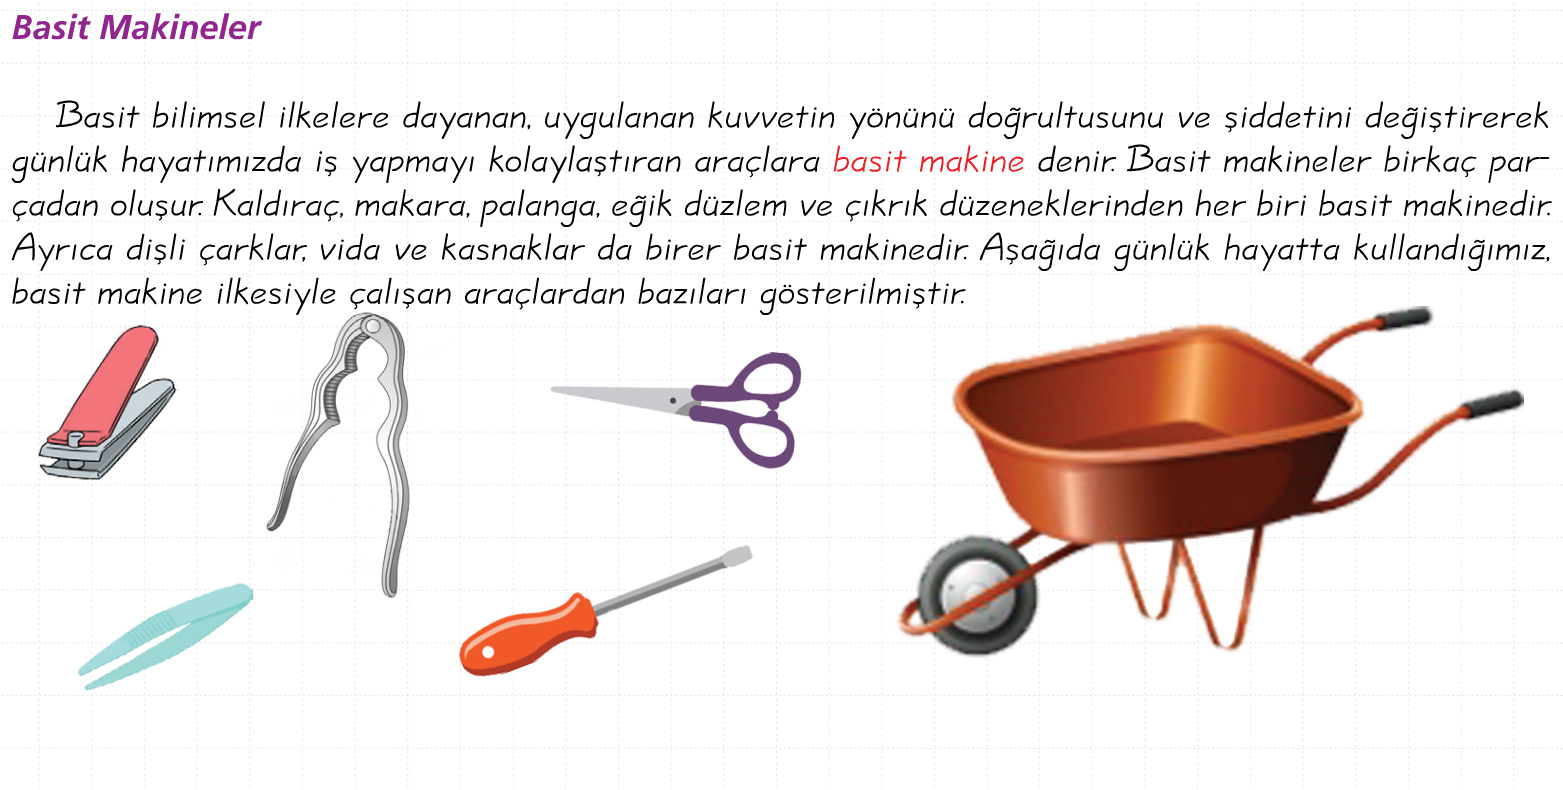 Basit Makineler
Basit bilimsel ilkelere dayanan, uygulanan kuvvetin yönünü doğrultusunu ve şiddetini değiştirerek
günlük hayatımızda iş yapmayı kolaylaştıran araçlara basit makine denir. Basit makineler birkaç par-
çadan oluşur. Kaldıraç, makara, palanga, eğik düzlem ve çıkrık düzeneklerinden her biri basit makinedir.
Ayrıca dişli çarklar, vida ve kasnaklar da birer basit makinedir. Aşağıda günlük hayatta kullandığımız,
basit makine ilkesiyle çalışan araçlardan bazıları gösterilmiştir.